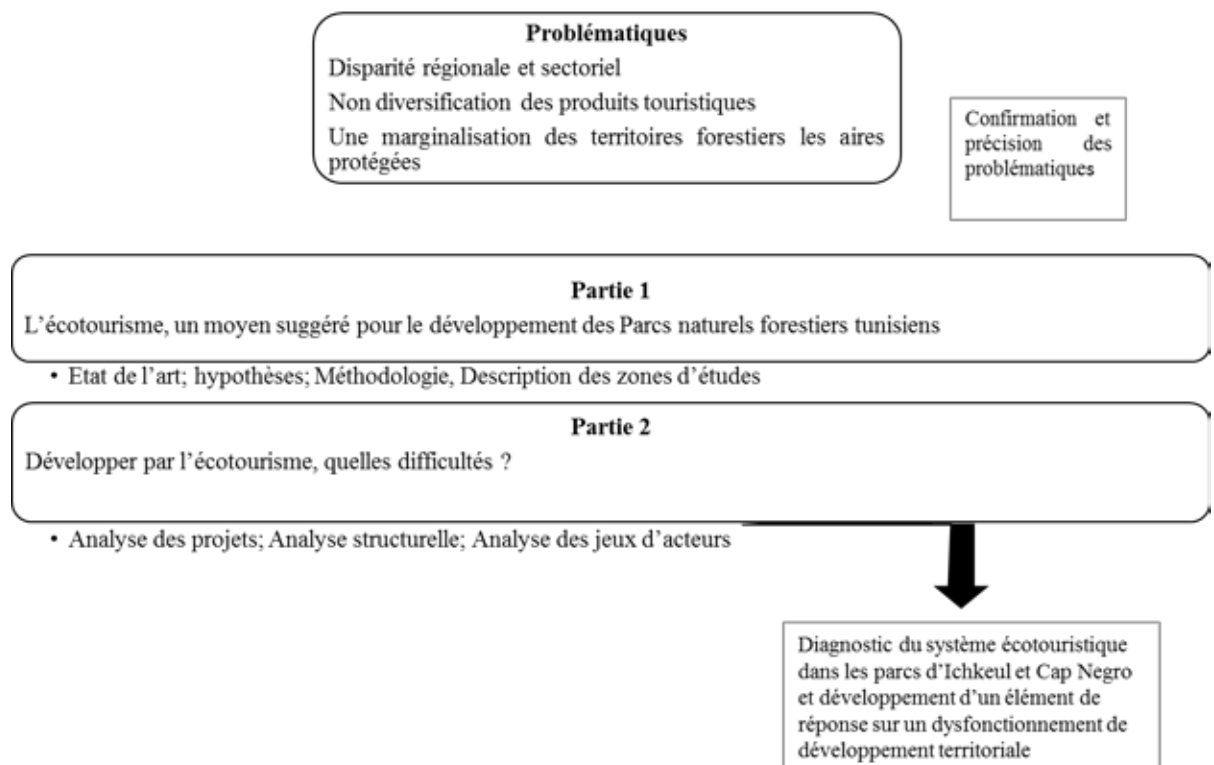 Problématiques
Disparité régionale et sectoriel
Non diversification des produits touristiques
Une marginalisation des territoires forestiers les aires
protégées
Confirmation et
précision des
problématiques
Partie 1
L'écotourisme, un moyen suggéré pour le développement des Parcs naturels forestiers tunisiens
• Etat de l'art; hypothèses; Méthodologie, Description des zones d'études
Partie 2
Développer par l'écotourisme, quelles difficultés ?
• Analyse des projets; Analyse structurelle; Analyse des jeux d'acteurs
Diagnostic du système écotouristique
dans les parcs d'Ichkeul et Cap Negro
et développement d'un élément de
réponse sur un dysfonctionnement de
développement territoriale